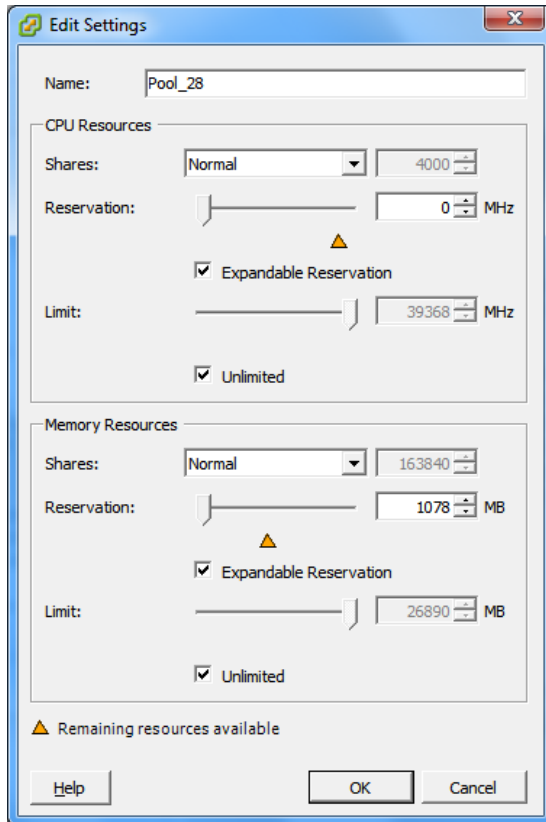 Edit Settings
Name: Pool_28
CPU Resources
Shares: Normal 4000
Reservation: 0 MHz
Expandable Reservation
Limit: 39368 MHz
Unlimited
Memory Resources
Shares: Normal 163840
Reservation: 1078 MB
Expandable Reservation
Limit: 26890 MB
Unlimited
Remaining resources available
Help OK Cancel